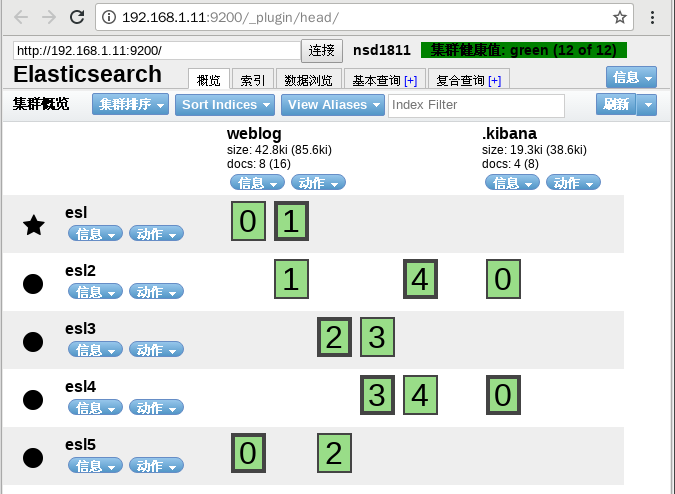 192.168.1.11:9200/_plugin/head/
http://192.168.1.11:9200/ 连接 nsd1811 集群健康值: green (12 of 12)
Elasticsearch 概览 索引 数据浏览 基本查询 [+] 复合查询 [+] 信息
集群概览 集群排序 Sort Indices View Aliases Index Filter 刷新
weblog .kibana
size: 42.8ki (85.6ki) size: 19.3ki (38.6ki)
docs: 8 (16) docs: 4 (8)
信息 动作 信息 动作
esl
信息 动作 0 1
esl2
信息 动作 1 4 0
esl3
信息 动作 2 3
esl4
信息 动作 3 4 0
esl5
信息 动作 0 2